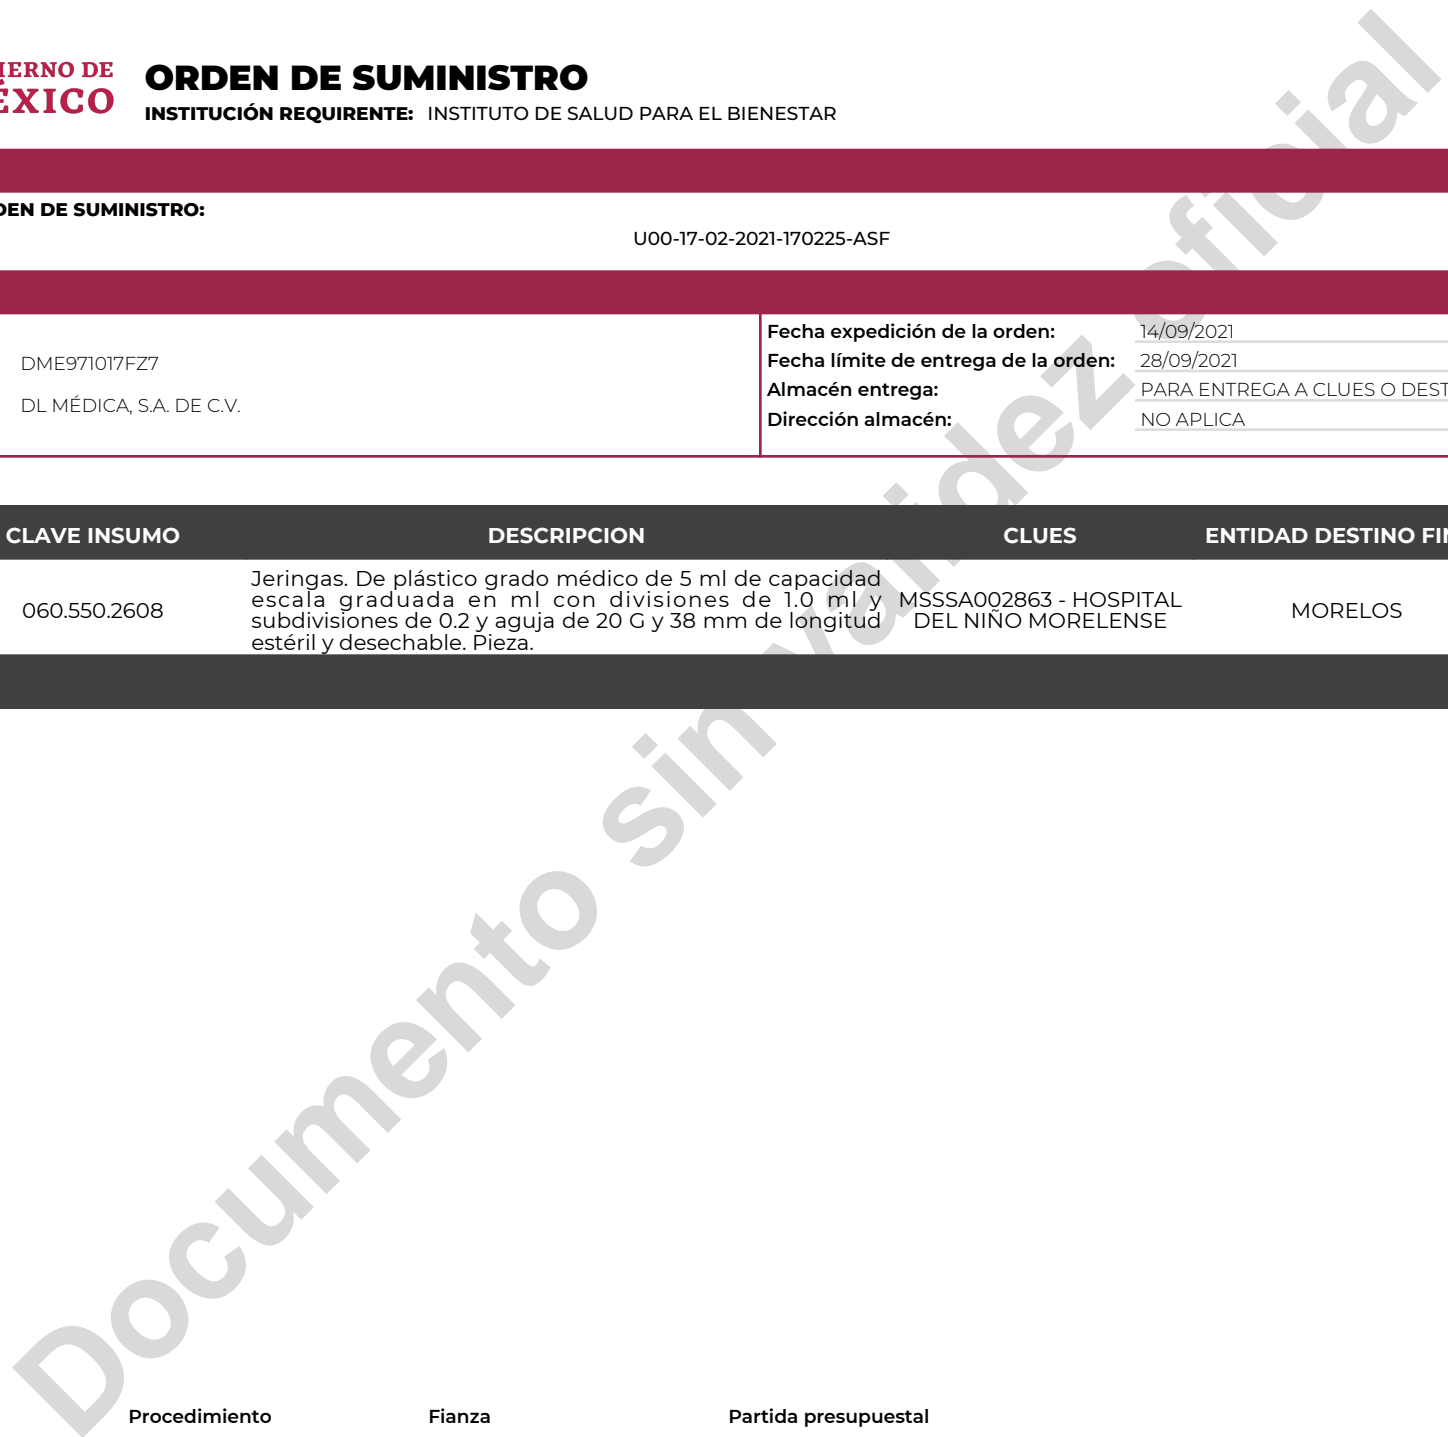 IERNO DE
ÉXICO
ORDEN DE SUMINISTRO
INSTITUCIÓN REQUIRENTE: INSTITUTO DE SALUD PARA EL BIENESTAR
DEN DE SUMINISTRO:
U00-17-02-2021-170225-ASF
DME971017FZ7
DL MÉDICA, S.A. DE C.V.
Fecha expedición de la orden: 14/09/2021
Fecha límite de entrega de la orden: 28/09/2021
Almacén entrega: PARA ENTREGA A CLUES O DEST
Dirección almacén: NO APLICA
CLAVE INSUMO DESCRIPCION CLUES ENTIDAD DESTINO FIN
060.550.2608
Jeringas. De plástico grado médico de 5 ml de capacidad
escala graduada en ml con divisiones de 1.0 ml y
subdivisiones de 0.2 y aguja de 20 G y 38 mm de longitud
estéril y desechable. Pieza.
MSSSA002863 - HOSPITAL
DEL NIÑO MORELENSE
MORELOS
Documento sin validez oficial
Procedimiento Fianza Partida presupuestal